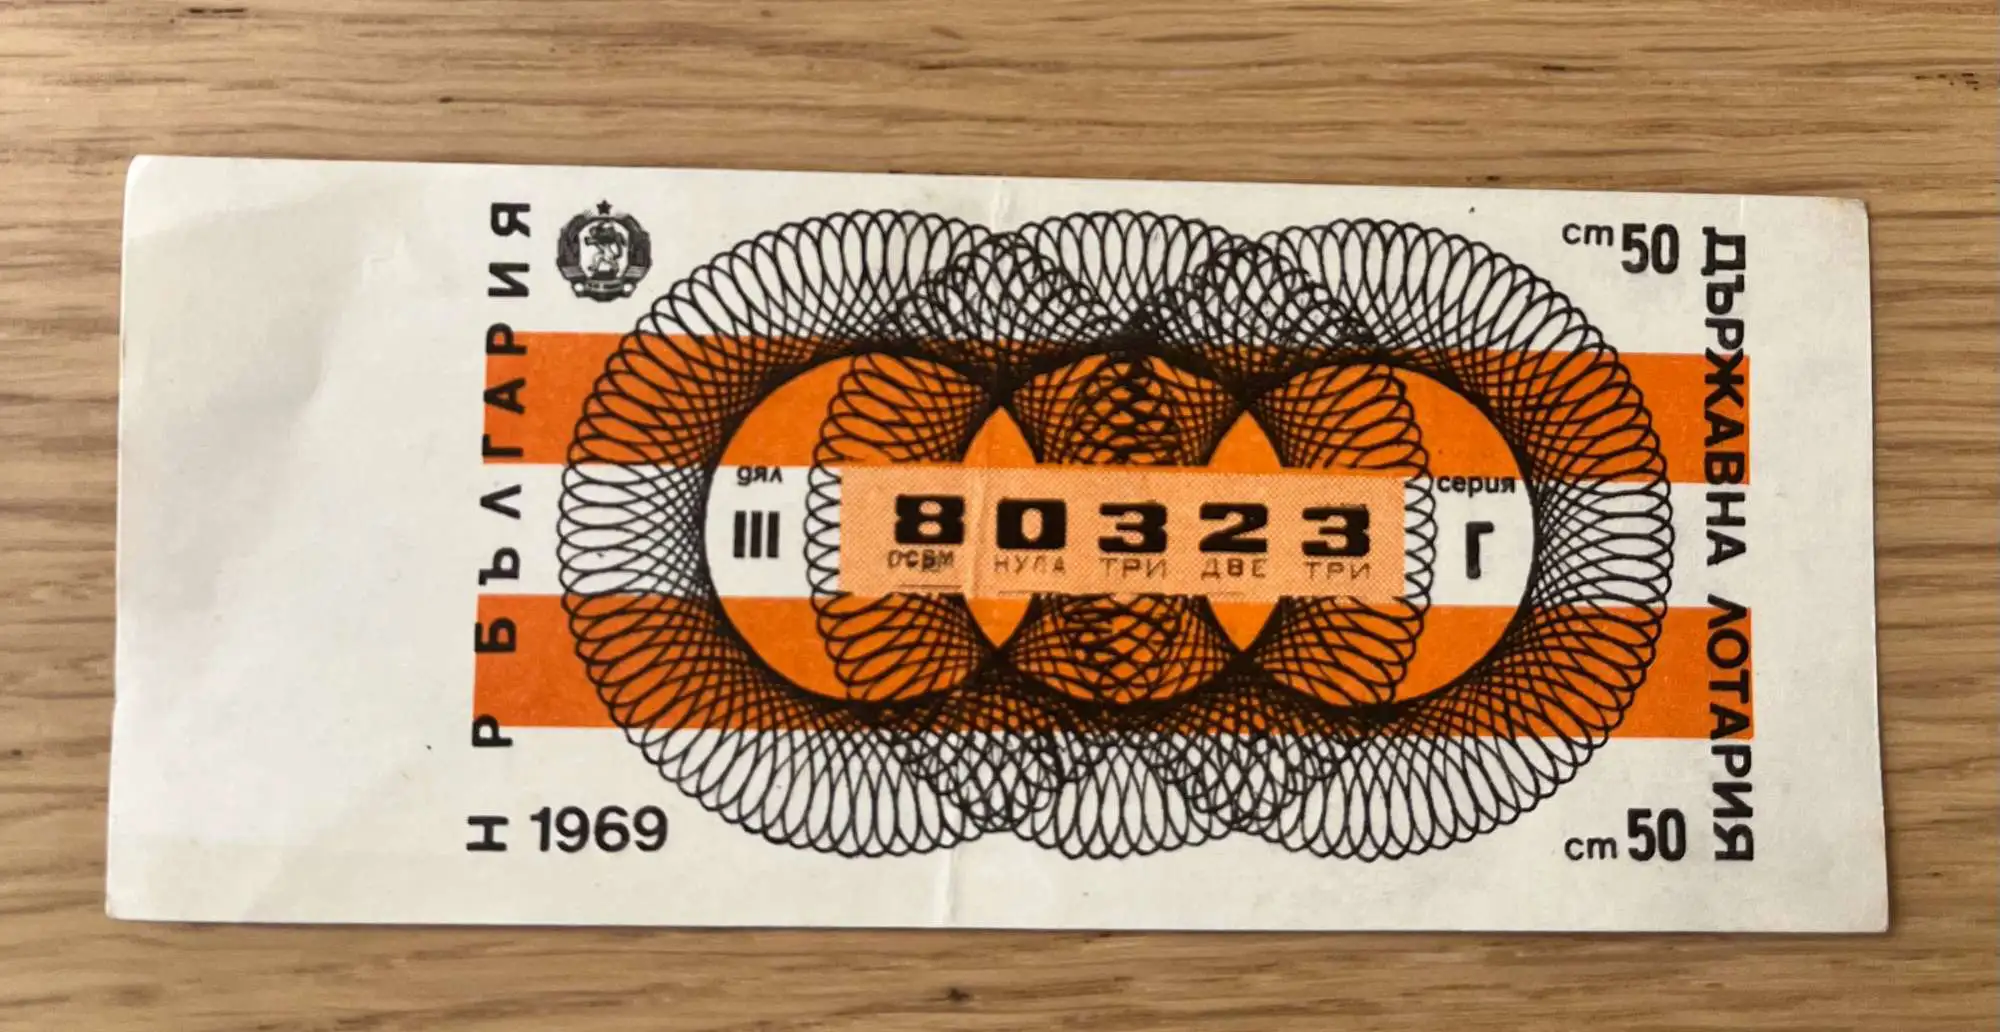 Н Р БЪЛГАРИЯ
ст 50
дял
III
80323
ОСЕМ НУЛА ТРИ ДВЕ ТРИ
серия
Г
1969
ст 50
ДЪРЖАВНА ЛОТАРИЯ